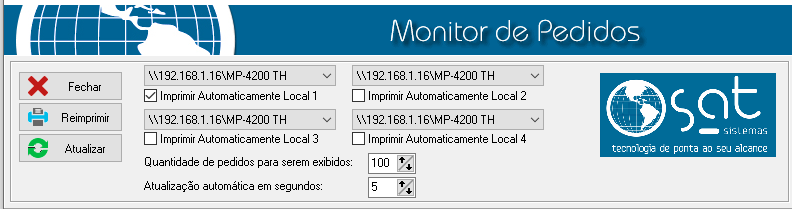 Monitor de Pedidos
Fechar
Reimprimir
Atualizar
\\192.168.1.16\MP-4200 TH
Imprimir Automaticamente Local 1
\\192.168.1.16\MP-4200 TH
Imprimir Automaticamente Local 2
\\192.168.1.16\MP-4200 TH
Imprimir Automaticamente Local 3
\\192.168.1.16\MP-4200 TH
Imprimir Automaticamente Local 4
Quantidade de pedidos para serem exibidos: 100
Atualização automática em segundos: 5
sat
sistemas
tecnologia de ponta ao seu alcance